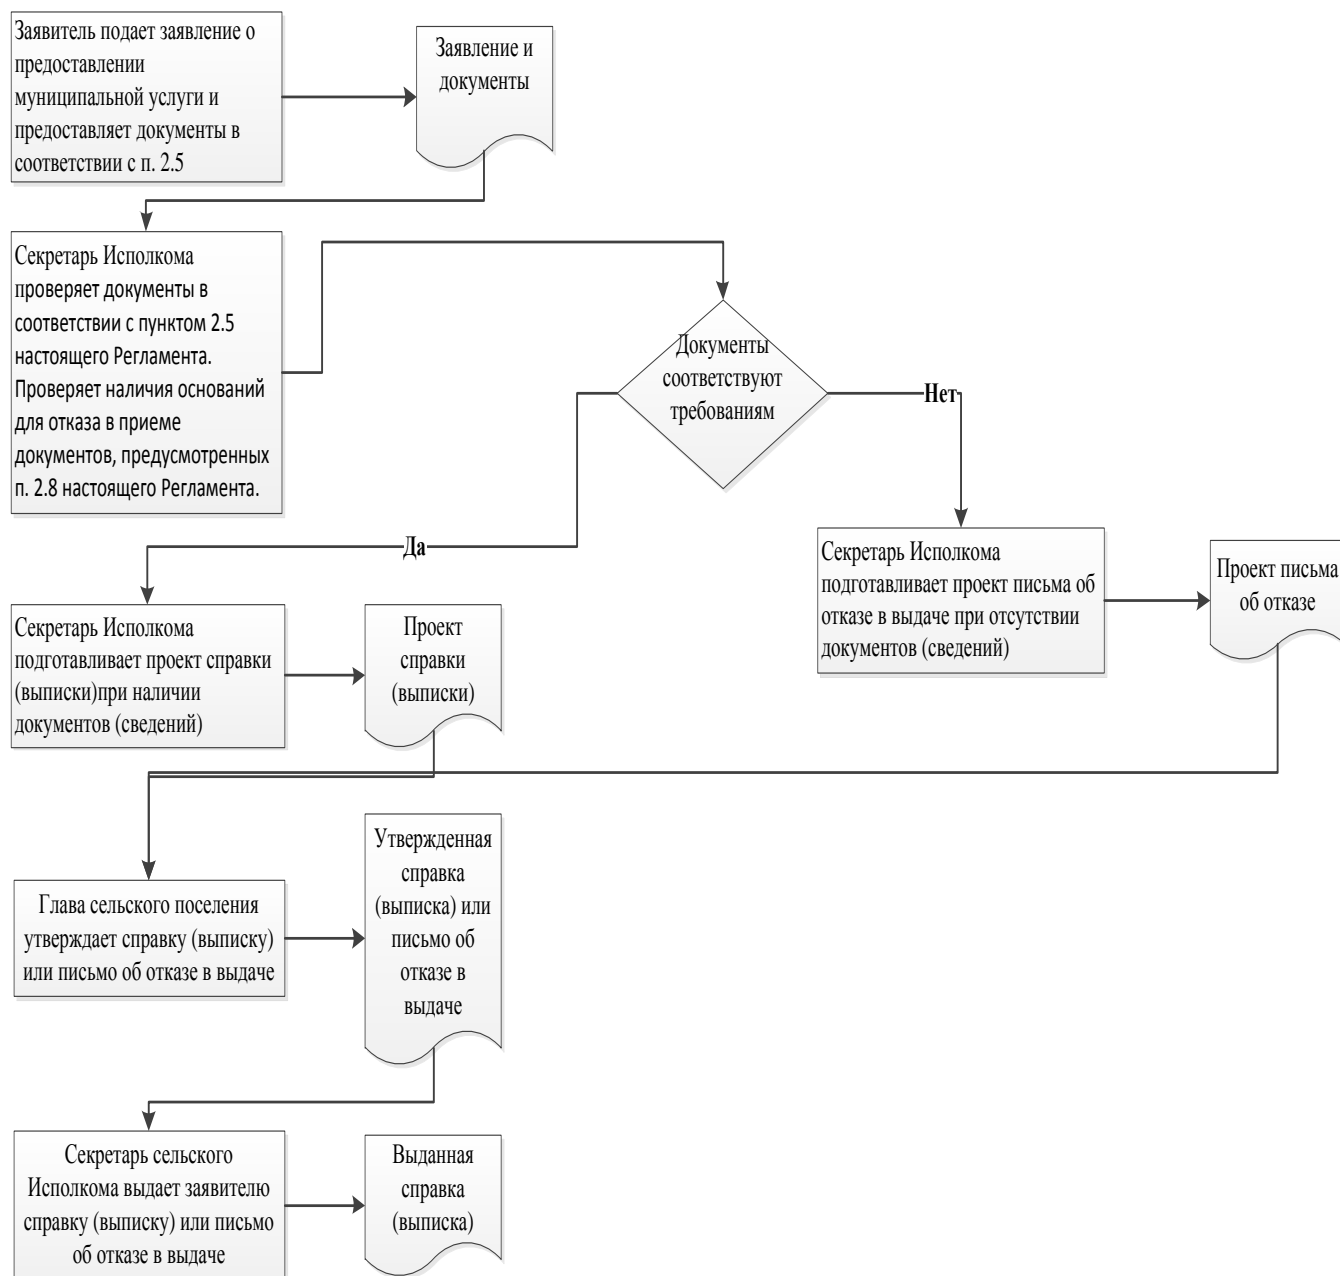 Заявитель подает заявление о
предоставлении
муниципальной услуги и
предоставляет документы в
соответствии с п. 2.5
Заявление и
документы
Секретарь Исполкома
проверяет документы в
соответствии с пунктом 2.5
настоящего Регламента.
Проверяет наличия оснований
для отказа в приеме
документов, предусмотренных
п. 2.8 настоящего Регламента.
Документы
соответствуют
требованиям
Нет
Да
Секретарь Исполкома
подготавливает проект письма об
отказе в выдаче при отсутствии
документов (сведений)
Проект письма
об отказе
Секретарь Исполкома
подготавливает проект справки
(выписки)при наличии
документов (сведений)
Проект
справки
(выписки)
Глава сельского поселения
утверждает справку (выписку)
или письмо об отказе в выдаче
Утвержденная
справка
(выписка) или
письмо об
отказе в
выдаче
Секретарь сельского
Исполкома выдает заявителю
справку (выписку) или письмо
об отказе в выдаче
Выданная
справка
(выписка)